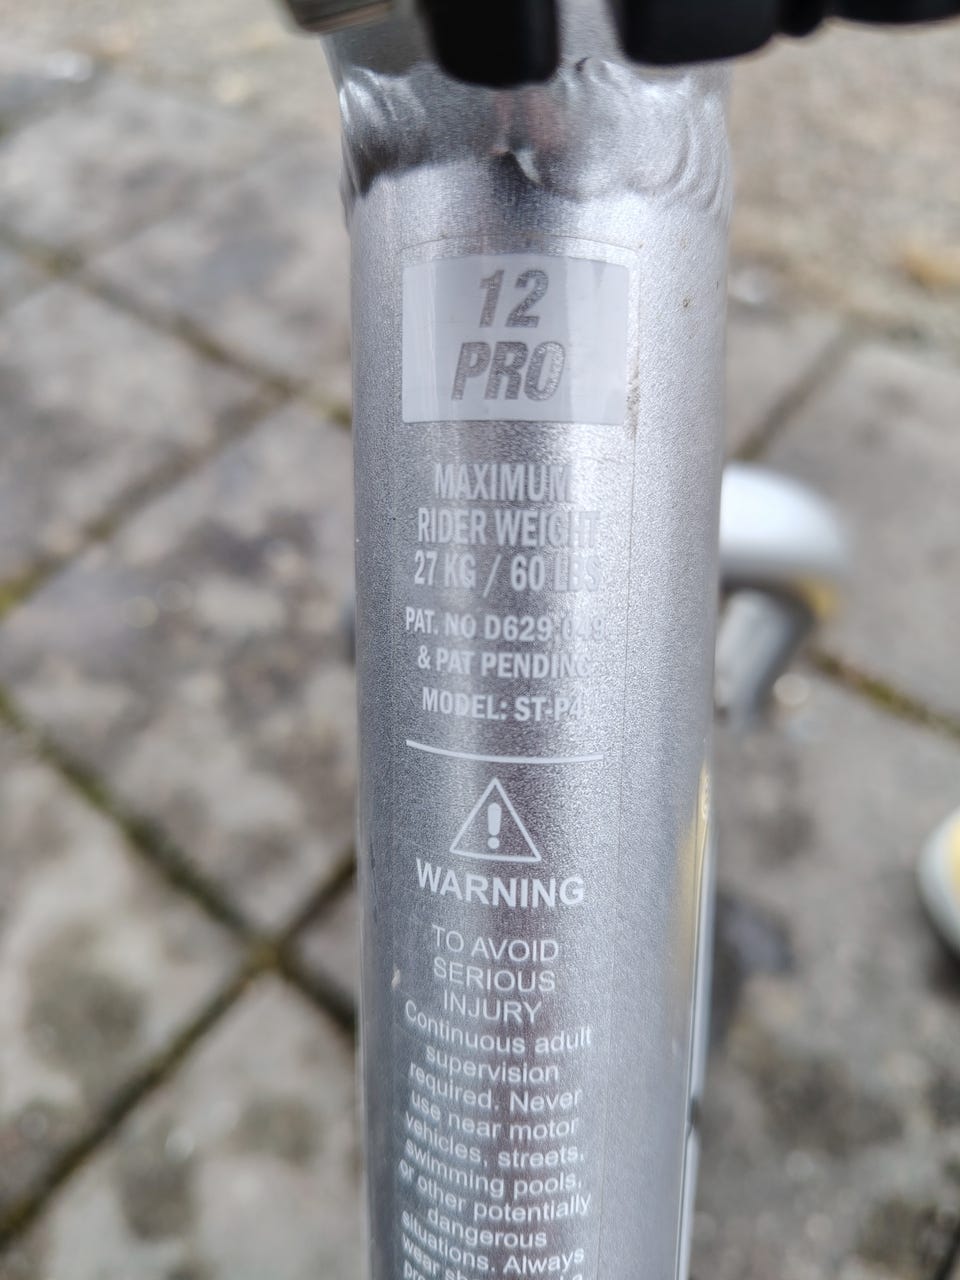 12
PRO
MAXIMUM
RIDER WEIGHT
27 KG / 60 LBS
PAT. NO D629,049
& PAT PENDING
MODEL: ST-P4
WARNING
TO AVOID
SERIOUS
INJURY
Continuous adult
supervision
required. Never
use near motor
vehicles, streets,
swimming pools,
or other potentially
dangerous
situations. Always
wear